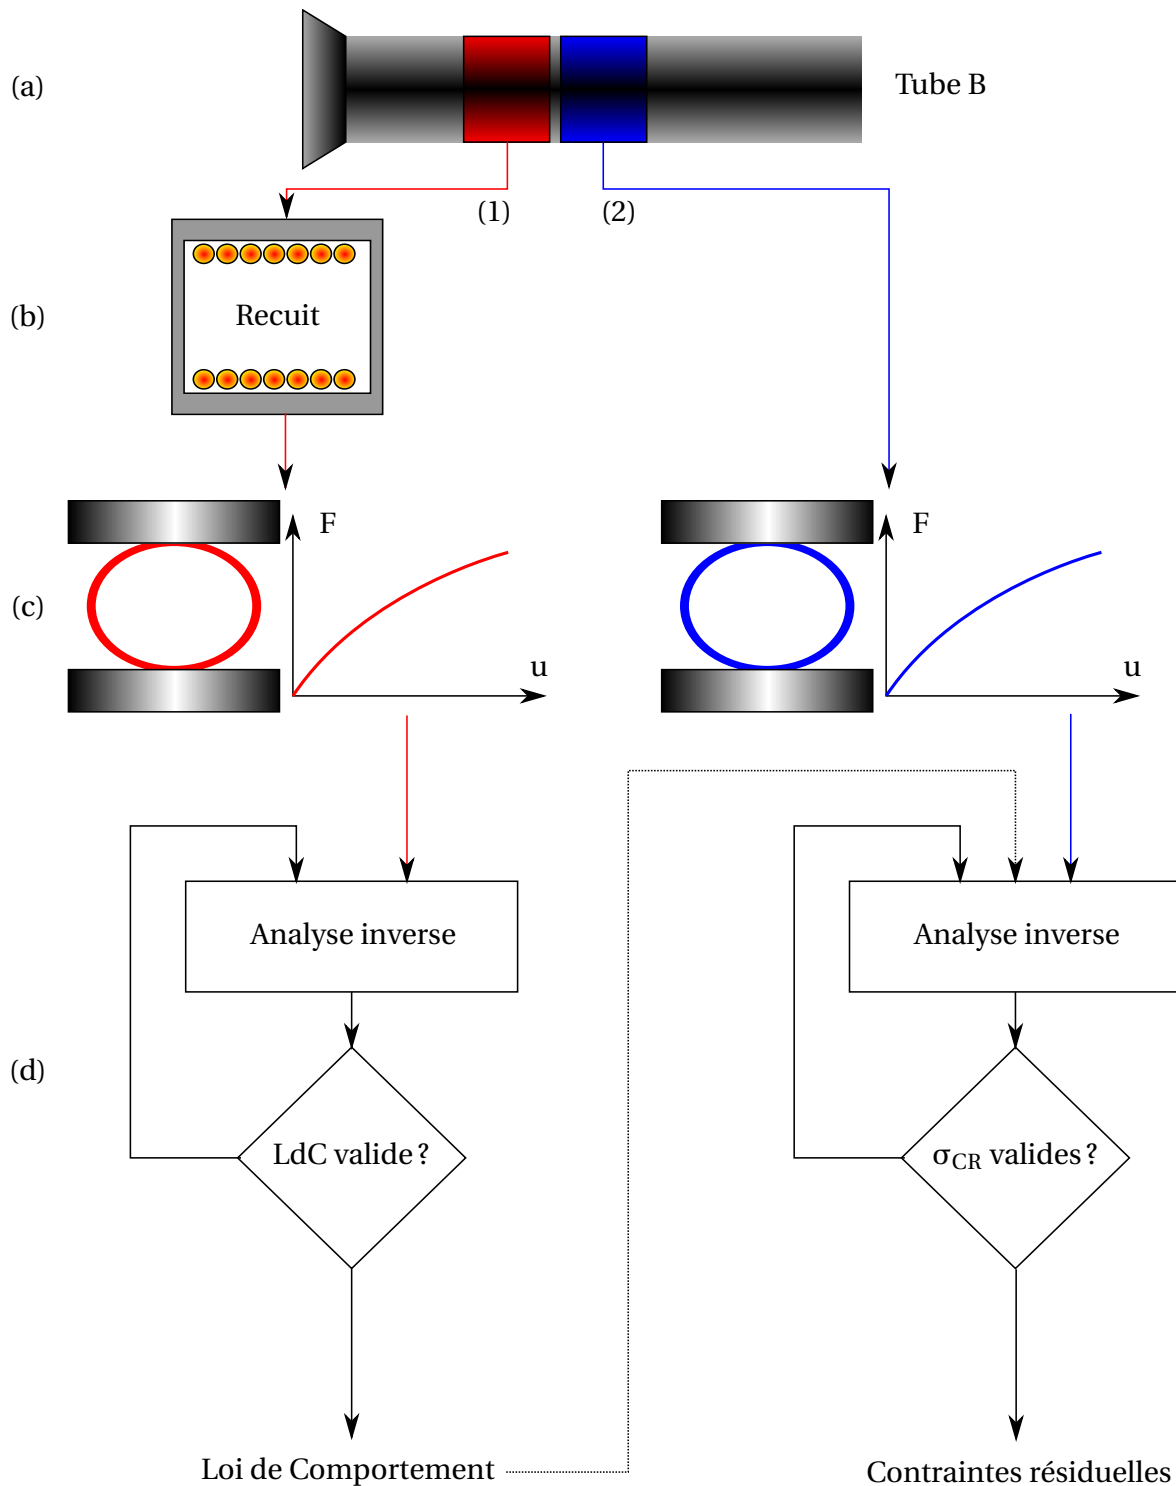 (a)
Tube B
(1)
(2)
(b)
Recuit
(c)
F
u
F
u
Analyse inverse
Analyse inverse
(d)
LdC valide ?
σCR valides ?
Loi de Comportement
Contraintes résiduelles